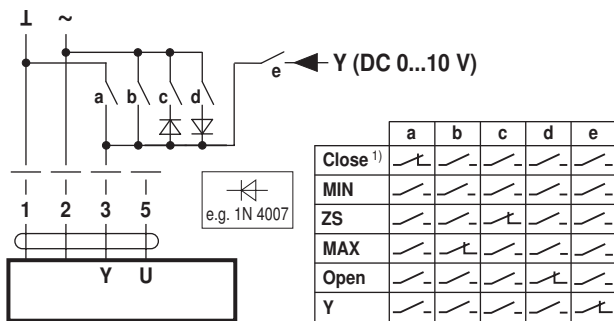 ⊥ ~
e Y (DC 0...10 V)
a b c d
1 2 3 5
Y U
e.g. 1N 4007
a b c d e
Close 1)
MIN
ZS
MAX
Open
Y